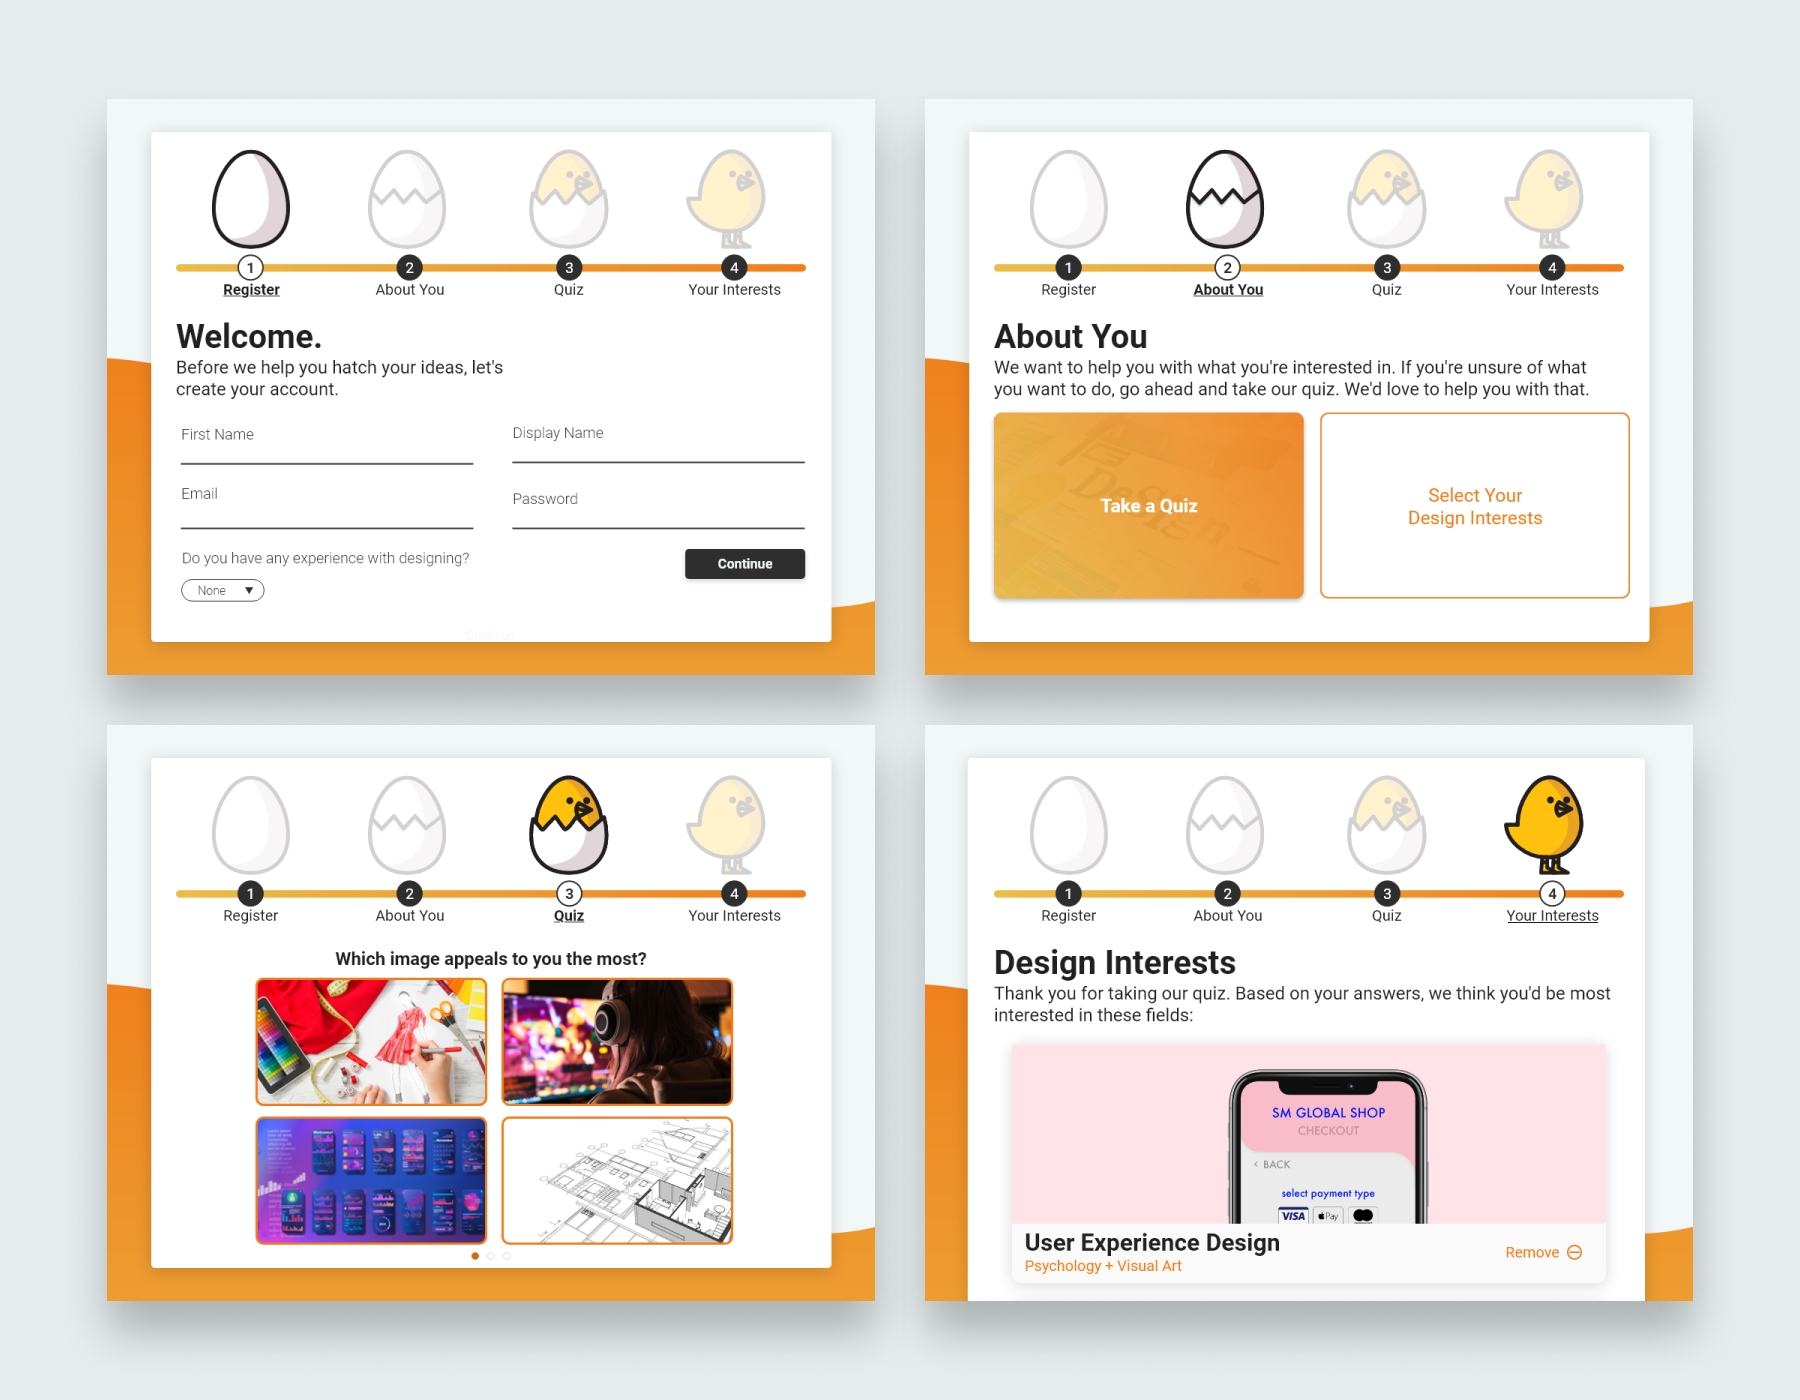 1 2 3 4
Register About You Quiz Your Interests
Welcome.
Before we help you hatch your ideas, let's
create your account.
First Name
Display Name
Email
Password
Do you have any experience with designing?
None ▼
Continue
Continue
1 2 3 4
Register About You Quiz Your Interests
About You
We want to help you with what you're interested in. If you're unsure of what
you want to do, go ahead and take our quiz. We'd love to help you with that.
Design
Take a Quiz
Select Your
Design Interests
1 2 3 4
Register About You Quiz Your Interests
Which image appeals to you the most?
1 2 3 4
Register About You Quiz Your Interests
Design Interests
Thank you for taking our quiz. Based on your answers, we think you'd be most
interested in these fields:
SM GLOBAL SHOP
CHECKOUT
< BACK
select payment type
VISA Pay
User Experience Design
Psychology + Visual Art
Remove